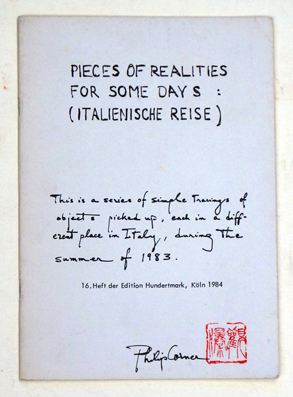 PIECES OF REALITIES
FOR SOME DAYS :
(ITALIENISCHE REISE)
This is a series of simple Tracings of
objects picked up, each in a diff-
erent place in Italy, during The
summer of 1983.
16. Heft der Edition Hundertmark, Köln 1984
Philip Corner